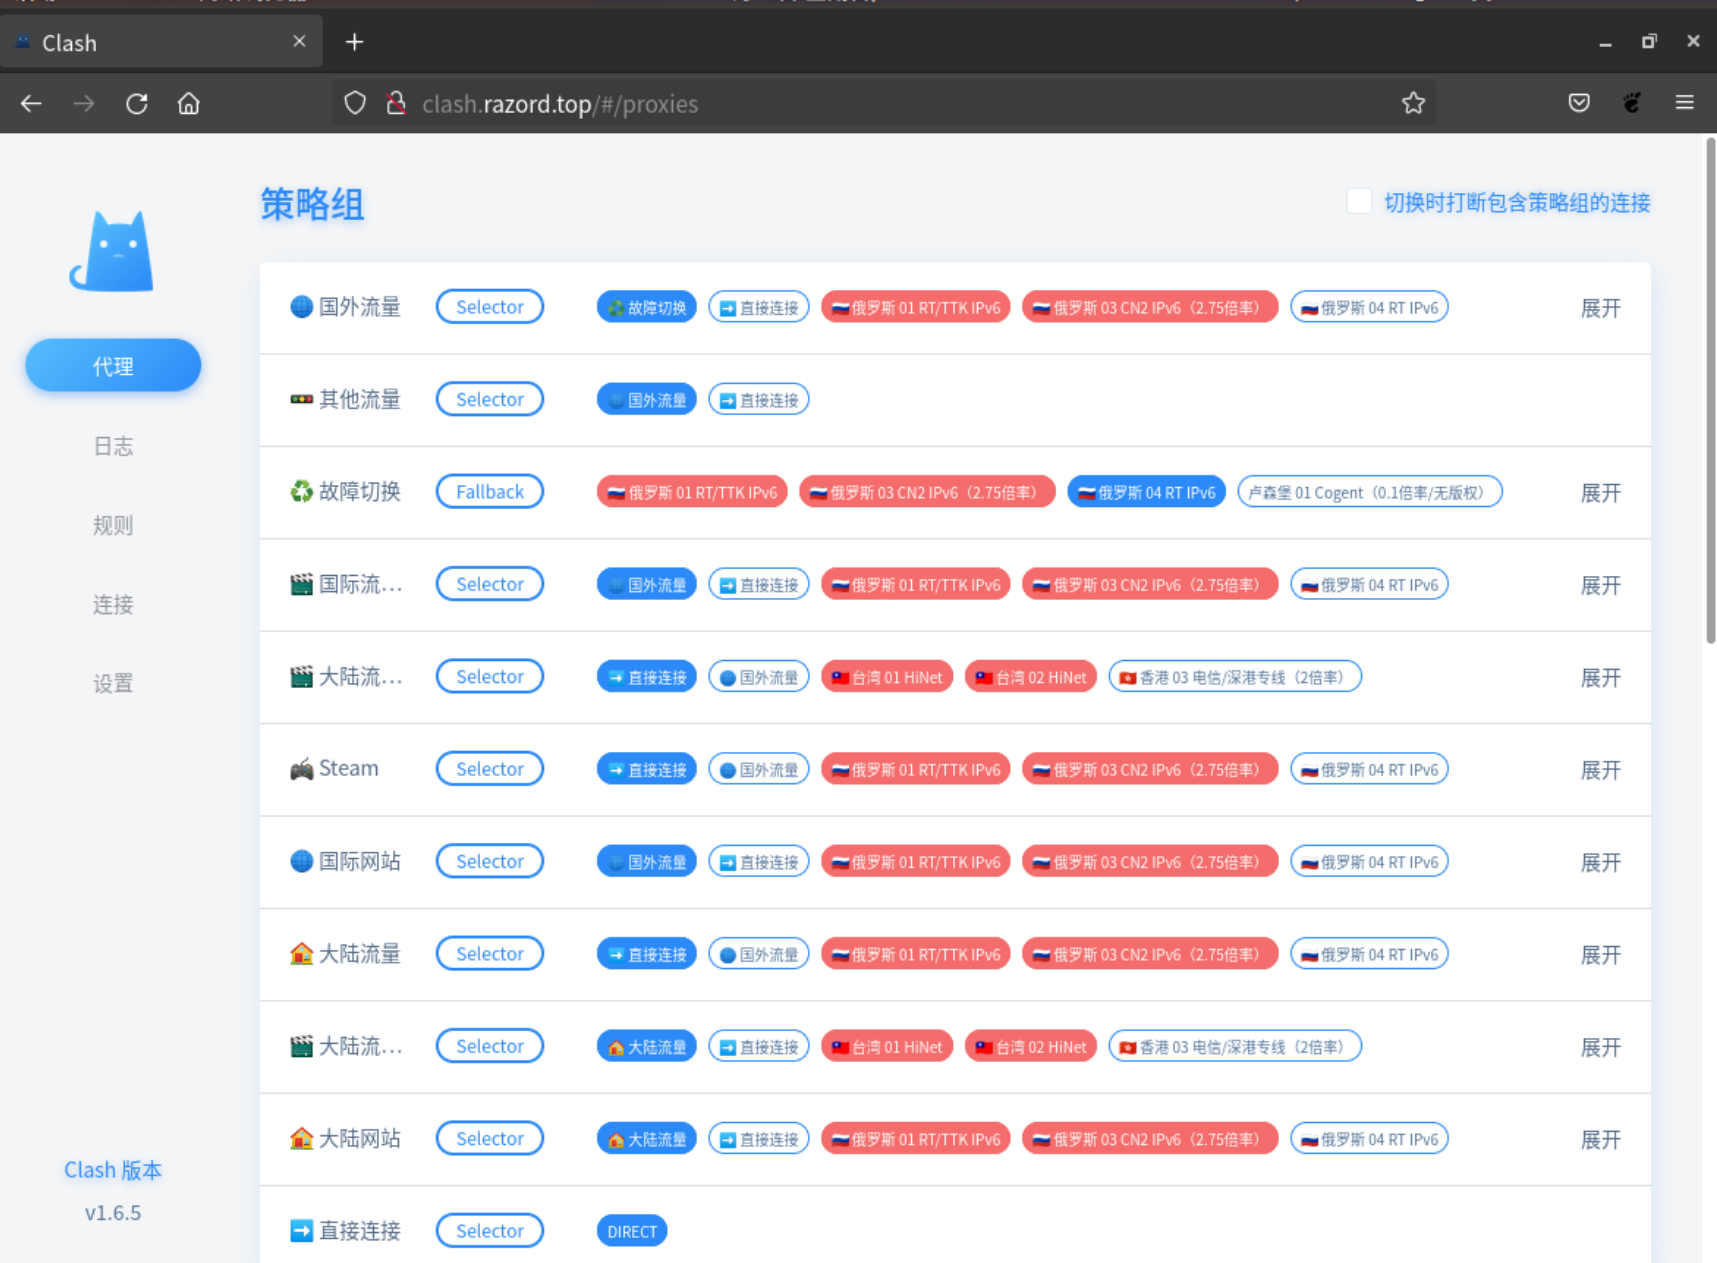 Clash
clash.razord.top/#/proxies
策略组
切换时打断包含策略组的连接
国外流量 Selector 故障切换 直接连接 俄罗斯 01 RT/TTK IPv6 俄罗斯 03 CN2 IPv6（2.75倍率） 俄罗斯 04 RT IPv6 展开
代理
其他流量 Selector 国外流量 直接连接
日志
故障切换 Fallback 俄罗斯 01 RT/TTK IPv6 俄罗斯 03 CN2 IPv6（2.75倍率） 俄罗斯 04 RT IPv6 卢森堡 01 Cogent（0.1倍率/无版权） 展开
规则
国际流... Selector 国外流量 直接连接 俄罗斯 01 RT/TTK IPv6 俄罗斯 03 CN2 IPv6（2.75倍率） 俄罗斯 04 RT IPv6 展开
连接
大陆流... Selector 直接连接 国外流量 台湾 01 HiNet 台湾 02 HiNet 香港 03 电信/深港专线（2倍率） 展开
设置
Steam Selector 直接连接 国外流量 俄罗斯 01 RT/TTK IPv6 俄罗斯 03 CN2 IPv6（2.75倍率） 俄罗斯 04 RT IPv6 展开
国际网站 Selector 国外流量 直接连接 俄罗斯 01 RT/TTK IPv6 俄罗斯 03 CN2 IPv6（2.75倍率） 俄罗斯 04 RT IPv6 展开
大陆流量 Selector 直接连接 国外流量 俄罗斯 01 RT/TTK IPv6 俄罗斯 03 CN2 IPv6（2.75倍率） 俄罗斯 04 RT IPv6 展开
大陆流... Selector 大陆流量 直接连接 台湾 01 HiNet 台湾 02 HiNet 香港 03 电信/深港专线（2倍率） 展开
大陆网站 Selector 大陆流量 直接连接 俄罗斯 01 RT/TTK IPv6 俄罗斯 03 CN2 IPv6（2.75倍率） 俄罗斯 04 RT IPv6 展开
Clash 版本
v1.6.5
直接连接 Selector DIRECT